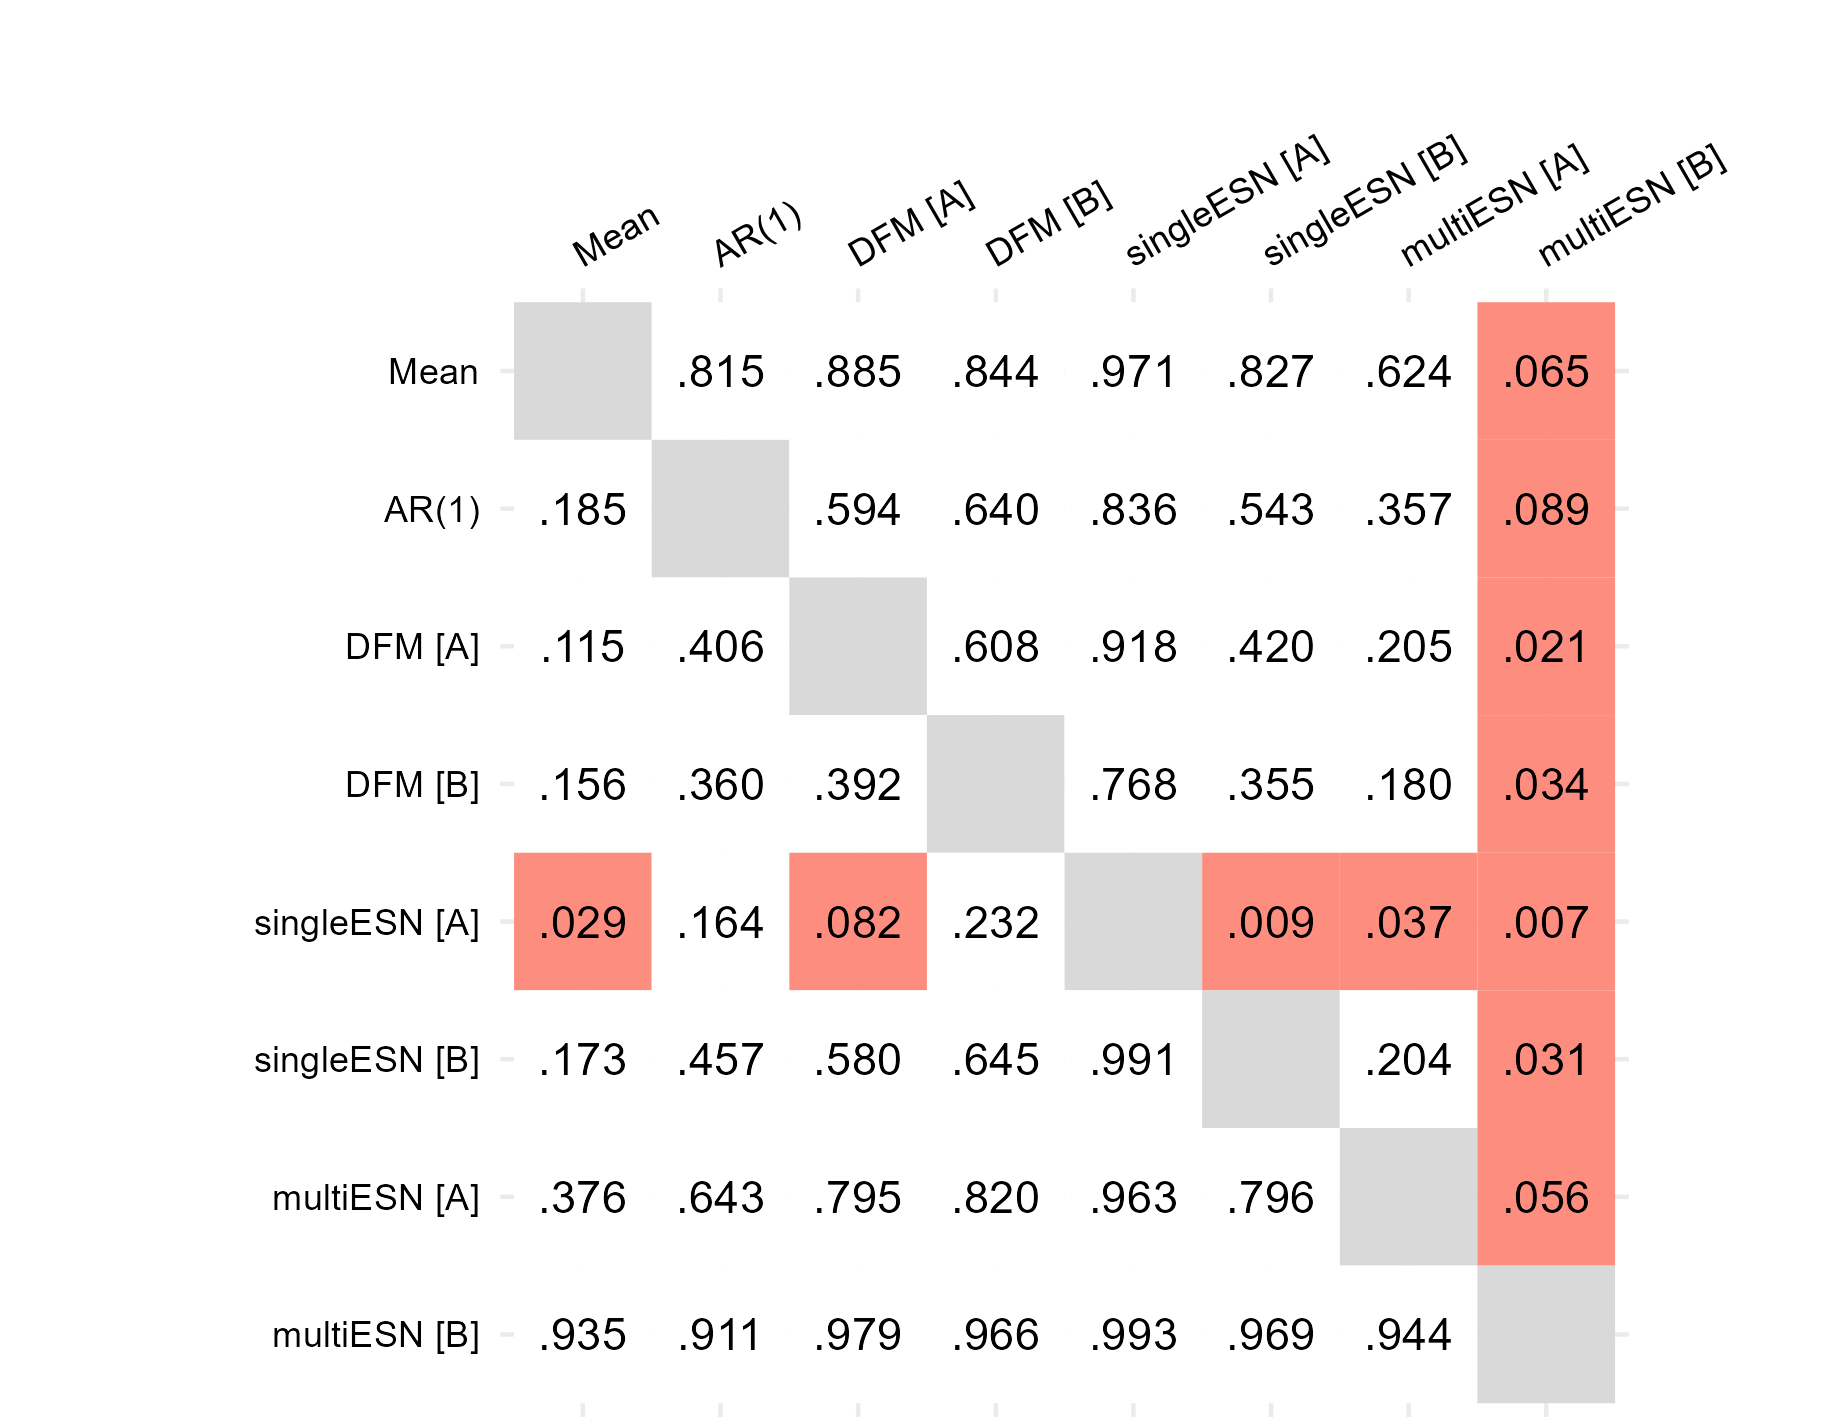 Mean AR(1) DFM [A] DFM [B] singleESN [A] singleESN [B] multiESN [A] multiESN [B]
Mean .815 .885 .844 .971 .827 .624 .065
AR(1) .185 .594 .640 .836 .543 .357 .089
DFM [A] .115 .406 .608 .918 .420 .205 .021
DFM [B] .156 .360 .392 .768 .355 .180 .034
singleESN [A] .029 .164 .082 .232 .009 .037 .007
singleESN [B] .173 .457 .580 .645 .991 .204 .031
multiESN [A] .376 .643 .795 .820 .963 .796 .056
multiESN [B] .935 .911 .979 .966 .993 .969 .944